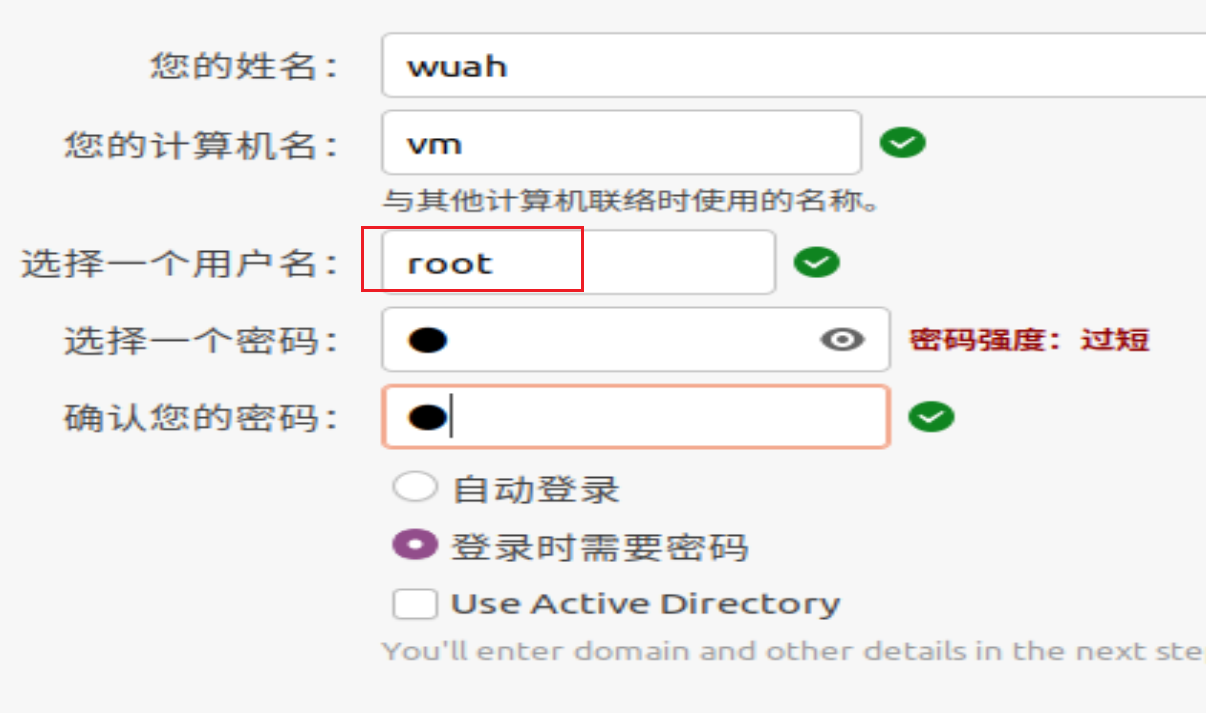 您的姓名： wuah
您的计算机名： vm
与其他计算机联络时使用的名称。
选择一个用户名： root
选择一个密码： 密码强度：过短
确认您的密码：
自动登录
登录时需要密码
Use Active Directory
You'll enter domain and other details in the next ste